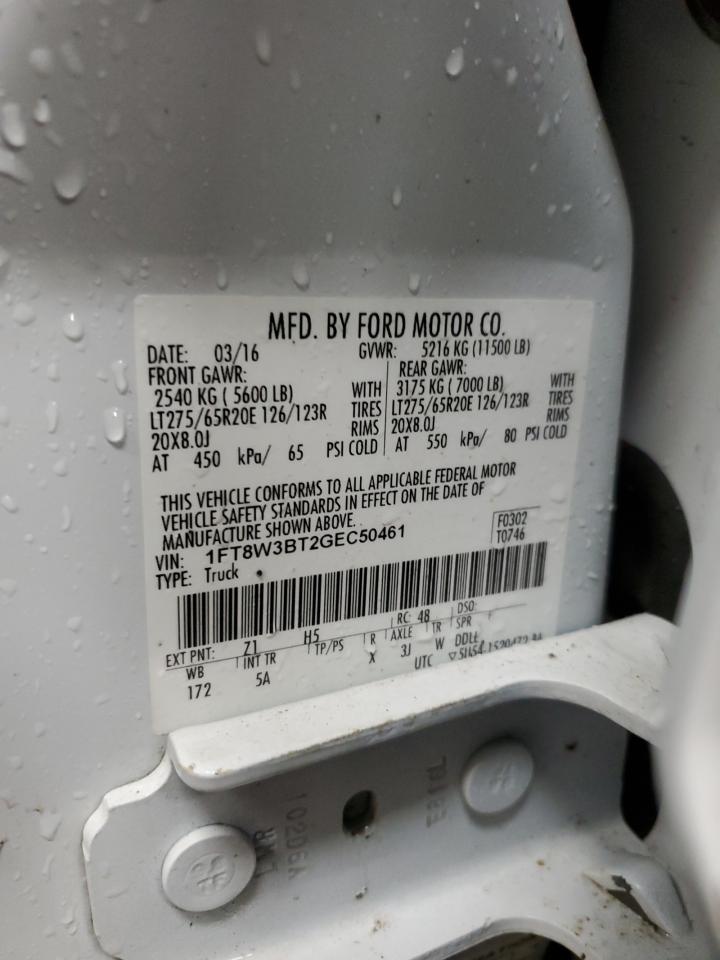 MFD. BY FORD MOTOR CO.
DATE: 03/16 GVWR: 5216 KG (11500 LB)
FRONT GAWR: REAR GAWR:
2540 KG ( 5600 LB) WITH 3175 KG ( 7000 LB) WITH
LT275/65R20E 126/123R TIRES LT275/65R20E 126/123R TIRES
20X8.0J RIMS 20X8.0J RIMS
AT 450 kPa/ 65 PSI COLD AT 550 kPa/ 80 PSI COLD
THIS VEHICLE CONFORMS TO ALL APPLICABLE FEDERAL MOTOR
VEHICLE SAFETY STANDARDS IN EFFECT ON THE DATE OF
MANUFACTURE SHOWN ABOVE.
VIN: 1FT8W3BT2GEC50461 F0302
TYPE: Truck T0746
EXT PNT: Z1 H5 RC: 48 DSO:
WB INT TR TP/PS R AXLE TR SPR
172 5A X 3J W DDLE
UTC
102D6A